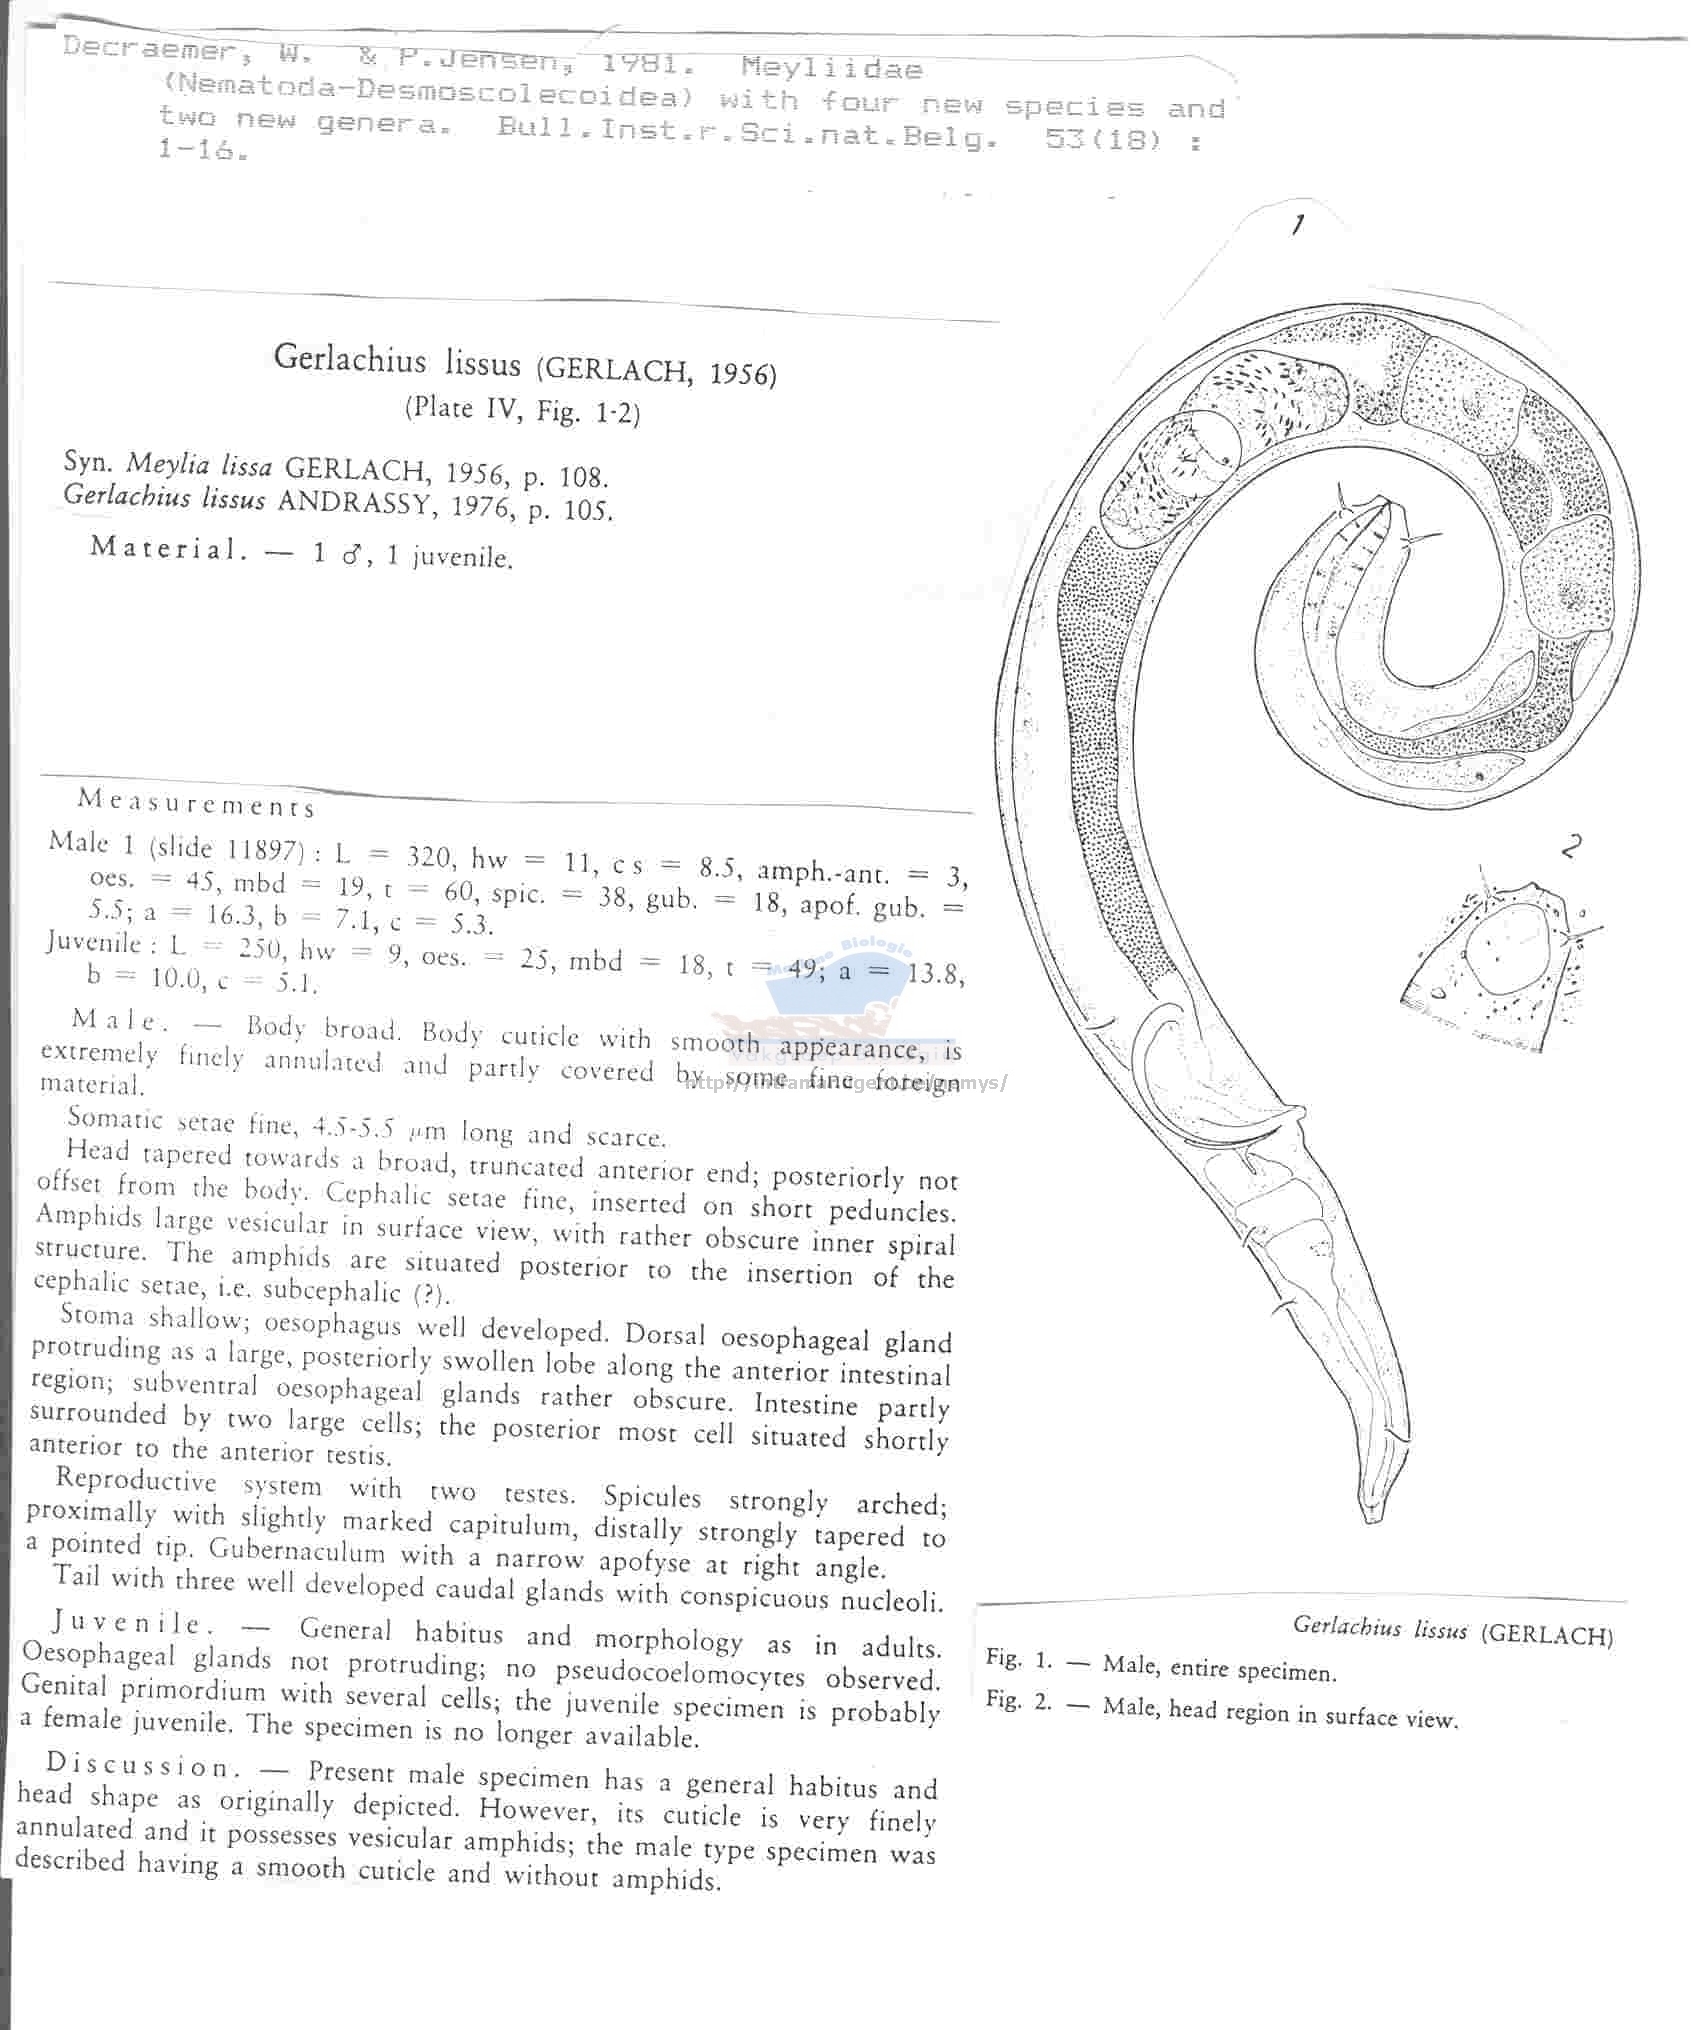 Decraemer, W. & P.Jensen, 1981. Meyliidae
(Nematoda-Desmoscolecoidea) with four new species and
two new genera. Bull.Inst.r.Sci.nat.Belg. 53(18) :
1-16.
1
Gerlachius lissus (GERLACH, 1956)
(Plate IV, Fig. 1-2)
Syn. Meylia lissa GERLACH, 1956, p. 108.
Gerlachius lissus ANDRASSY, 1976, p. 105.
Material. — 1 ♂, 1 juvenile.
Measurements
Male 1 (slide 11897) : L = 320, hw = 11, c s = 8.5, amph.-ant. = 3,
oes. = 45, mbd = 19, t = 60, spic. = 38, gub. = 18, apof. gub. =
5.5; a = 16.3, b = 7.1, c = 5.3.
Juvenile : L = 250, hw = 9, oes. = 25, mbd = 18, t = 49; a = 13.8,
b = 10.0, c = 5.1.
Male. — Body broad. Body cuticle with smooth appearance, is
extremely finely annulated and partly covered by some fine foreign
material.
Somatic setae fine, 4.5-5.5 µm long and scarce.
Head tapered towards a broad, truncated anterior end; posteriorly not
offset from the body. Cephalic setae fine, inserted on short peduncles.
Amphids large vesicular in surface view, with rather obscure inner spiral
structure. The amphids are situated posterior to the insertion of the
cephalic setae, i.e. subcephalic (?).
Stoma shallow; oesophagus well developed. Dorsal oesophageal gland
protruding as a large, posteriorly swollen lobe along the anterior intestinal
region; subventral oesophageal glands rather obscure. Intestine partly
surrounded by two large cells; the posterior most cell situated shortly
anterior to the anterior testis.
Reproductive system with two testes. Spicules strongly arched;
proximally with slightly marked capitulum, distally strongly tapered to
a pointed tip. Gubernaculum with a narrow apofyse at right angle.
Tail with three well developed caudal glands with conspicuous nucleoli.
Juvenile. — General habitus and morphology as in adults.
Oesophageal glands not protruding; no pseudocoelomocytes observed.
Genital primordium with several cells; the juvenile specimen is probably
a female juvenile. The specimen is no longer available.
Discussion. — Present male specimen has a general habitus and
head shape as originally depicted. However, its cuticle is very finely
annulated and it possesses vesicular amphids; the male type specimen was
described having a smooth cuticle and without amphids.
2
Gerlachius lissus (GERLACH)
Fig. 1. — Male, entire specimen.
Fig. 2. — Male, head region in surface view.
Biologie